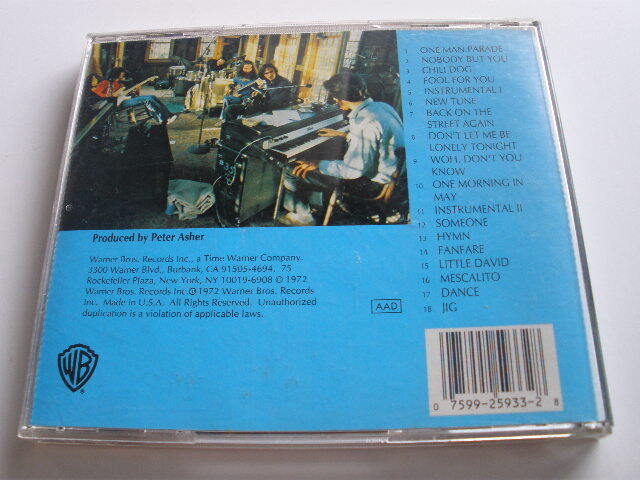 1 ONE MAN PARADE
2 NOBODY BUT YOU
3 CHILI DOG
4 FOOL FOR YOU
5 INSTRUMENTAL I
6 NEW TUNE
7 BACK ON THE
STREET AGAIN
8 DON'T LET ME BE
LONELY TONIGHT
9 WOH, DON'T YOU
KNOW
10 ONE MORNING IN
MAY
11 INSTRUMENTAL II
12 SOMEONE
13 HYMN
14 FANFARE
15 LITTLE DAVID
16 MESCALITO
17 DANCE
18 JIG
Produced by Peter Asher
Warner Bros. Records Inc., a Time Warner Company.
3300 Warner Blvd., Burbank, CA 91505-4694, 75
Rockefeller Plaza, New York, NY 10019-6908 © 1972
Warner Bros. Records Inc.℗1972 Warner Bros. Records
Inc. Made in U.S.A. All Rights Reserved. Unauthorized
duplication is a violation of applicable laws.
AAD
WB
®
0 7599-25933-2 8